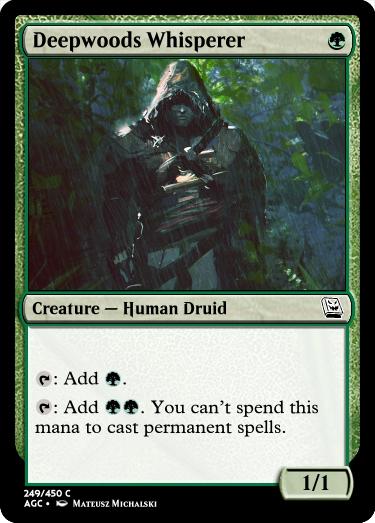 Deepwoods Whisperer
Creature — Human Druid
: Add .
: Add . You can't spend this
mana to cast permanent spells.
1/1
249/450 C
AGC • Mateusz Michalski